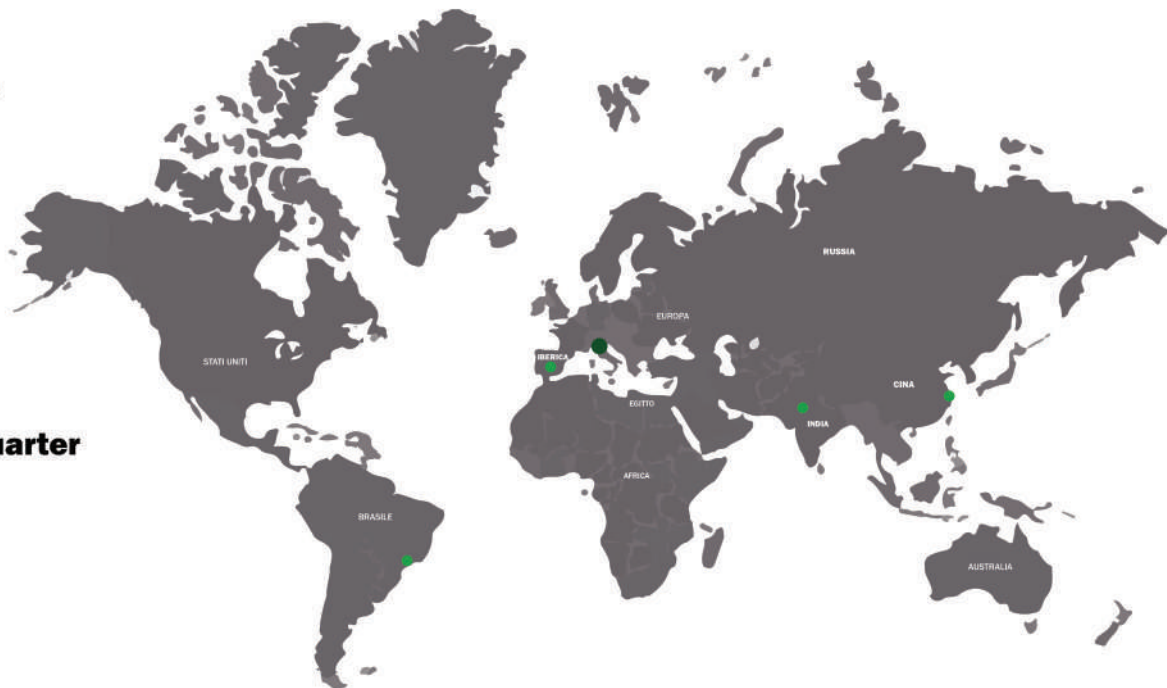 RUSSIA
EUROPA
IBERICA
STATI UNITI
CINA
EGITTO
INDIA
uarter
AFRICA
BRASILE
AUSTRALIA